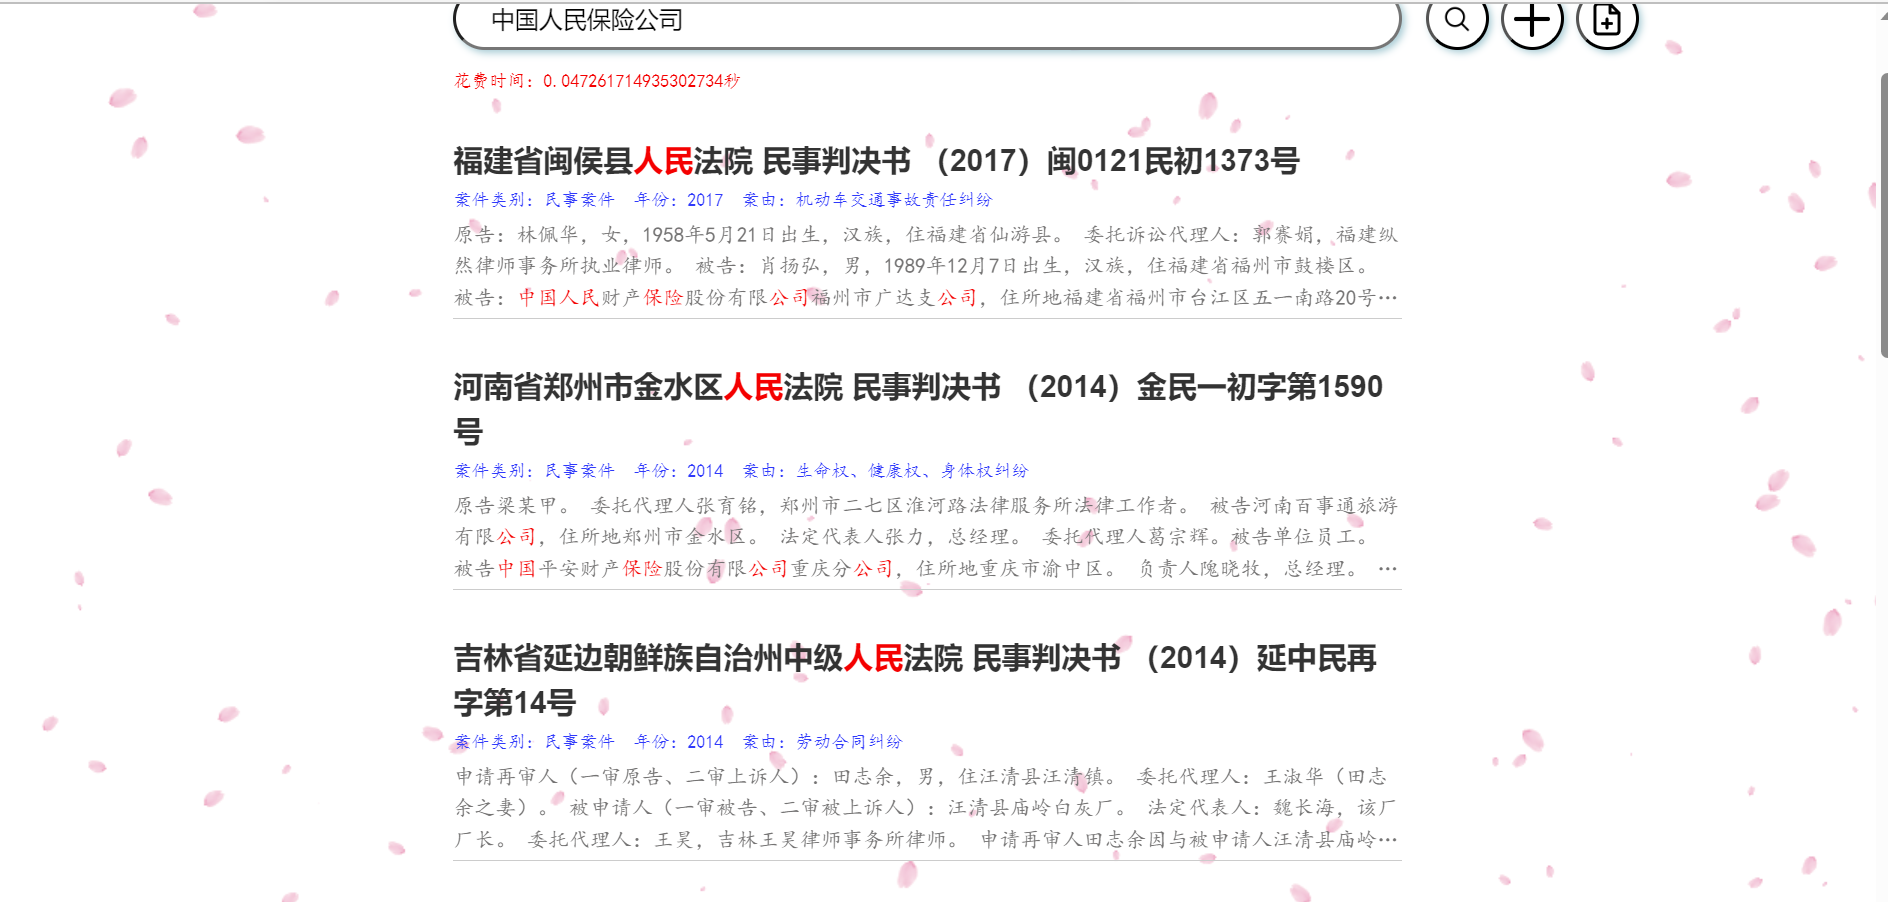 中国人民保险公司
花费时间：0.047261714935302734秒
福建省闽侯县人民法院 民事判决书 （2017）闽0121民初1373号
案件类别：民事案件 年份：2017 案由：机动车交通事故责任纠纷
原告：林佩华，女，1958年5月21日出生，汉族，住福建省仙游县。 委托诉讼代理人：郭赛娟，福建纵
然律师事务所执业律师。 被告：肖扬弘，男，1989年12月7日出生，汉族，住福建省福州市鼓楼区。
被告：中国人民财产保险股份有限公司福州市广达支公司，住所地福建省福州市台江区五一南路20号…
河南省郑州市金水区人民法院 民事判决书 （2014）金民一初字第1590
号
案件类别：民事案件 年份：2014 案由：生命权、健康权、身体权纠纷
原告梁某甲。 委托代理人张育铭，郑州市二七区淮河路法律服务所法律工作者。 被告河南百事通旅游
有限公司，住所地郑州市金水区。 法定代表人张力，总经理。 委托代理人葛宗辉。被告单位员工。
被告中国平安财产保险股份有限公司重庆分公司，住所地重庆市渝中区。 负责人隗晓牧，总经理。 …
吉林省延边朝鲜族自治州中级人民法院 民事判决书 （2014）延中民再
字第14号
案件类别：民事案件 年份：2014 案由：劳动合同纠纷
申请再审人（一审原告、二审上诉人）：田志余，男，住汪清县汪清镇。 委托代理人：王淑华（田志
余之妻）。 被申请人（一审被告、二审被上诉人）：汪清县庙岭白灰厂。 法定代表人：魏长海，该厂
厂长。 委托代理人：王昊，吉林王昊律师事务所律师。 申请再审人田志余因与被申请人汪清县庙岭…